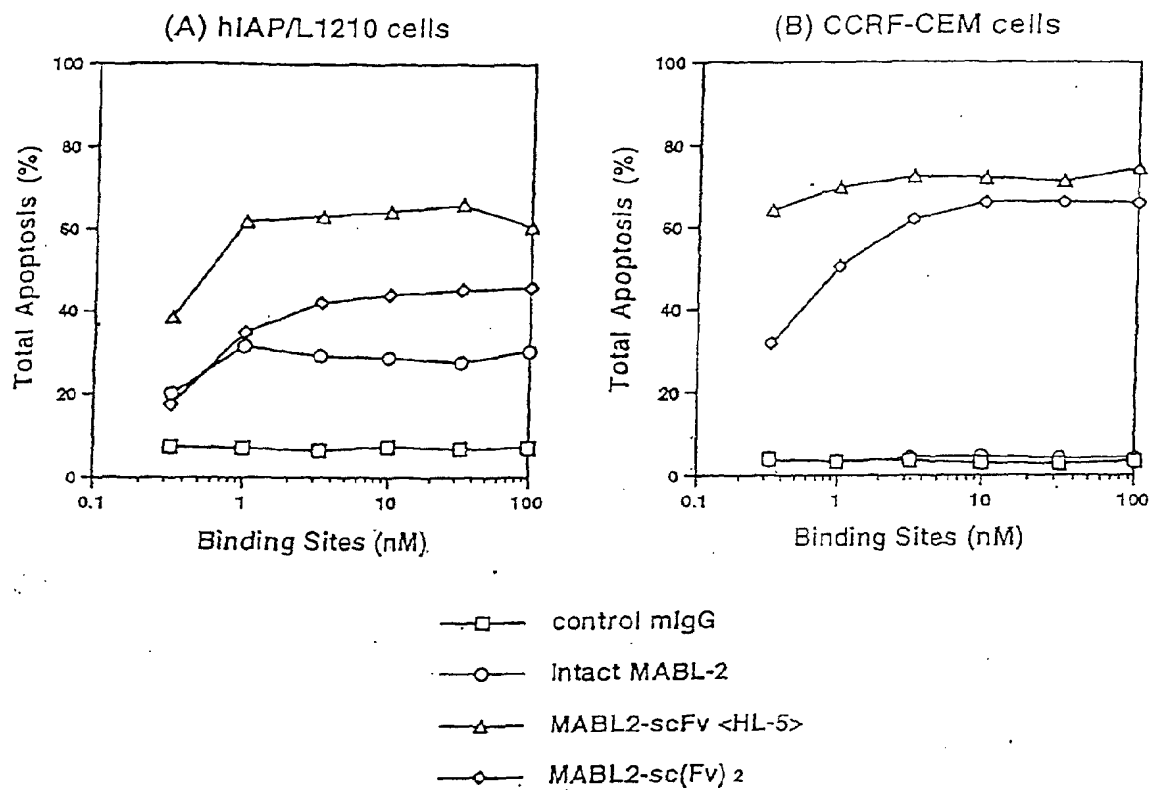 (A) hIAP/L1210 cells
100
80
60
40
20
0
Total Apoptosis (%)
0.1 1 10 100
Binding Sites (nM).
(B) CCRF-CEM cells
100
80
60
40
20
0
Total Apoptosis (%)
0.1 1 10 100
Binding Sites (nM)
control mIgG
Intact MABL-2
MABL2-scFv <HL-5>
MABL2-sc(Fv) 2